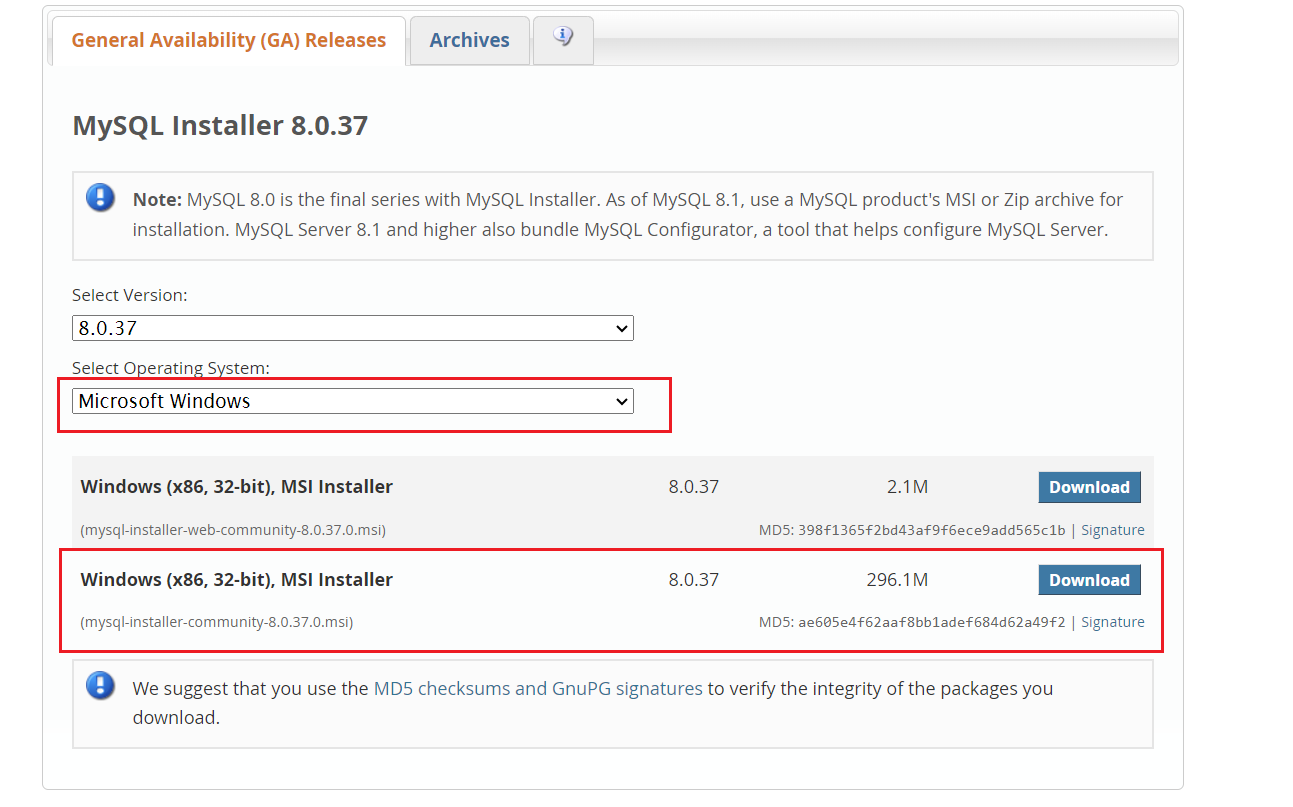 General Availability (GA) Releases
Archives
MySQL Installer 8.0.37
Note: MySQL 8.0 is the final series with MySQL Installer. As of MySQL 8.1, use a MySQL product's MSI or Zip archive for
installation. MySQL Server 8.1 and higher also bundle MySQL Configurator, a tool that helps configure MySQL Server.
Select Version:
8.0.37
Select Operating System:
Microsoft Windows
Windows (x86, 32-bit), MSI Installer 8.0.37 2.1M Download
(mysql-installer-web-community-8.0.37.0.msi) MD5: 398f1365f2bd43af9f6ece9add565c1b | Signature
Windows (x86, 32-bit), MSI Installer 8.0.37 296.1M Download
(mysql-installer-community-8.0.37.0.msi) MD5: ae605e4f62aaf8bb1adef684d62a49f2 | Signature
We suggest that you use the MD5 checksums and GnuPG signatures to verify the integrity of the packages you
download.